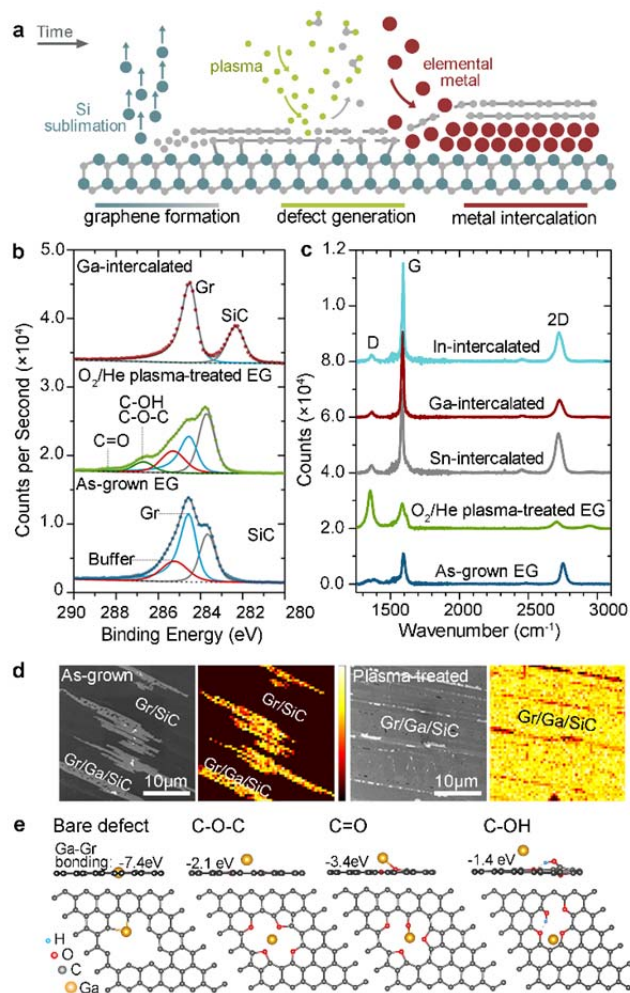 a
Time
Si
sublimation
plasma
elemental
metal
graphene formation
defect generation
metal intercalation
b
Counts per Second (×10⁴)
5.0
4.0
3.0
2.0
1.0
0
Ga-intercalated
Gr
SiC
O₂/He plasma-treated EG
C-OH
C-O-C
C=O
As-grown EG
Gr
Buffer
SiC
290 288 286 284 282 280
Binding Energy (eV)
c
Counts (×10⁴)
1.2
8.0
6.0
4.0
2.0
0.0
G
D
2D
In-intercalated
Ga-intercalated
Sn-intercalated
O₂/He plasma-treated EG
As-grown EG
1500 2000 2500 3000
Wavenumber (cm⁻¹)
d
As-grown
Gr/SiC
Gr/Ga/SiC
10µm
Gr/SiC
Gr/Ga/SiC
Plasma-treated
Gr/Ga/SiC
10µm
Gr/Ga/SiC
e
Bare defect
C-O-C
C=O
C-OH
Ga-Gr
bonding: -7.4eV
-2.1 eV
-3.4eV
-1.4 eV
H
O
C
Ga